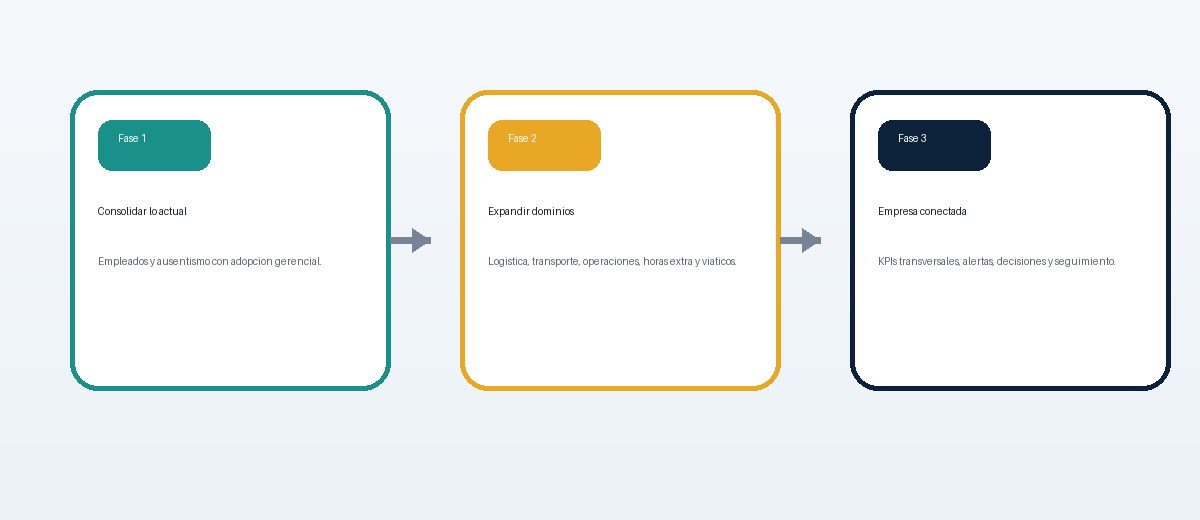 Fase 1
Consolidar lo actual
Empleados y ausentismo con adopcion gerencial.
Fase 2
Expandir dominios
Logistica, transporte, operaciones, horas extra y viaticos.
Fase 3
Empresa conectada
KPIs transversales, alertas, decisiones y seguimiento.